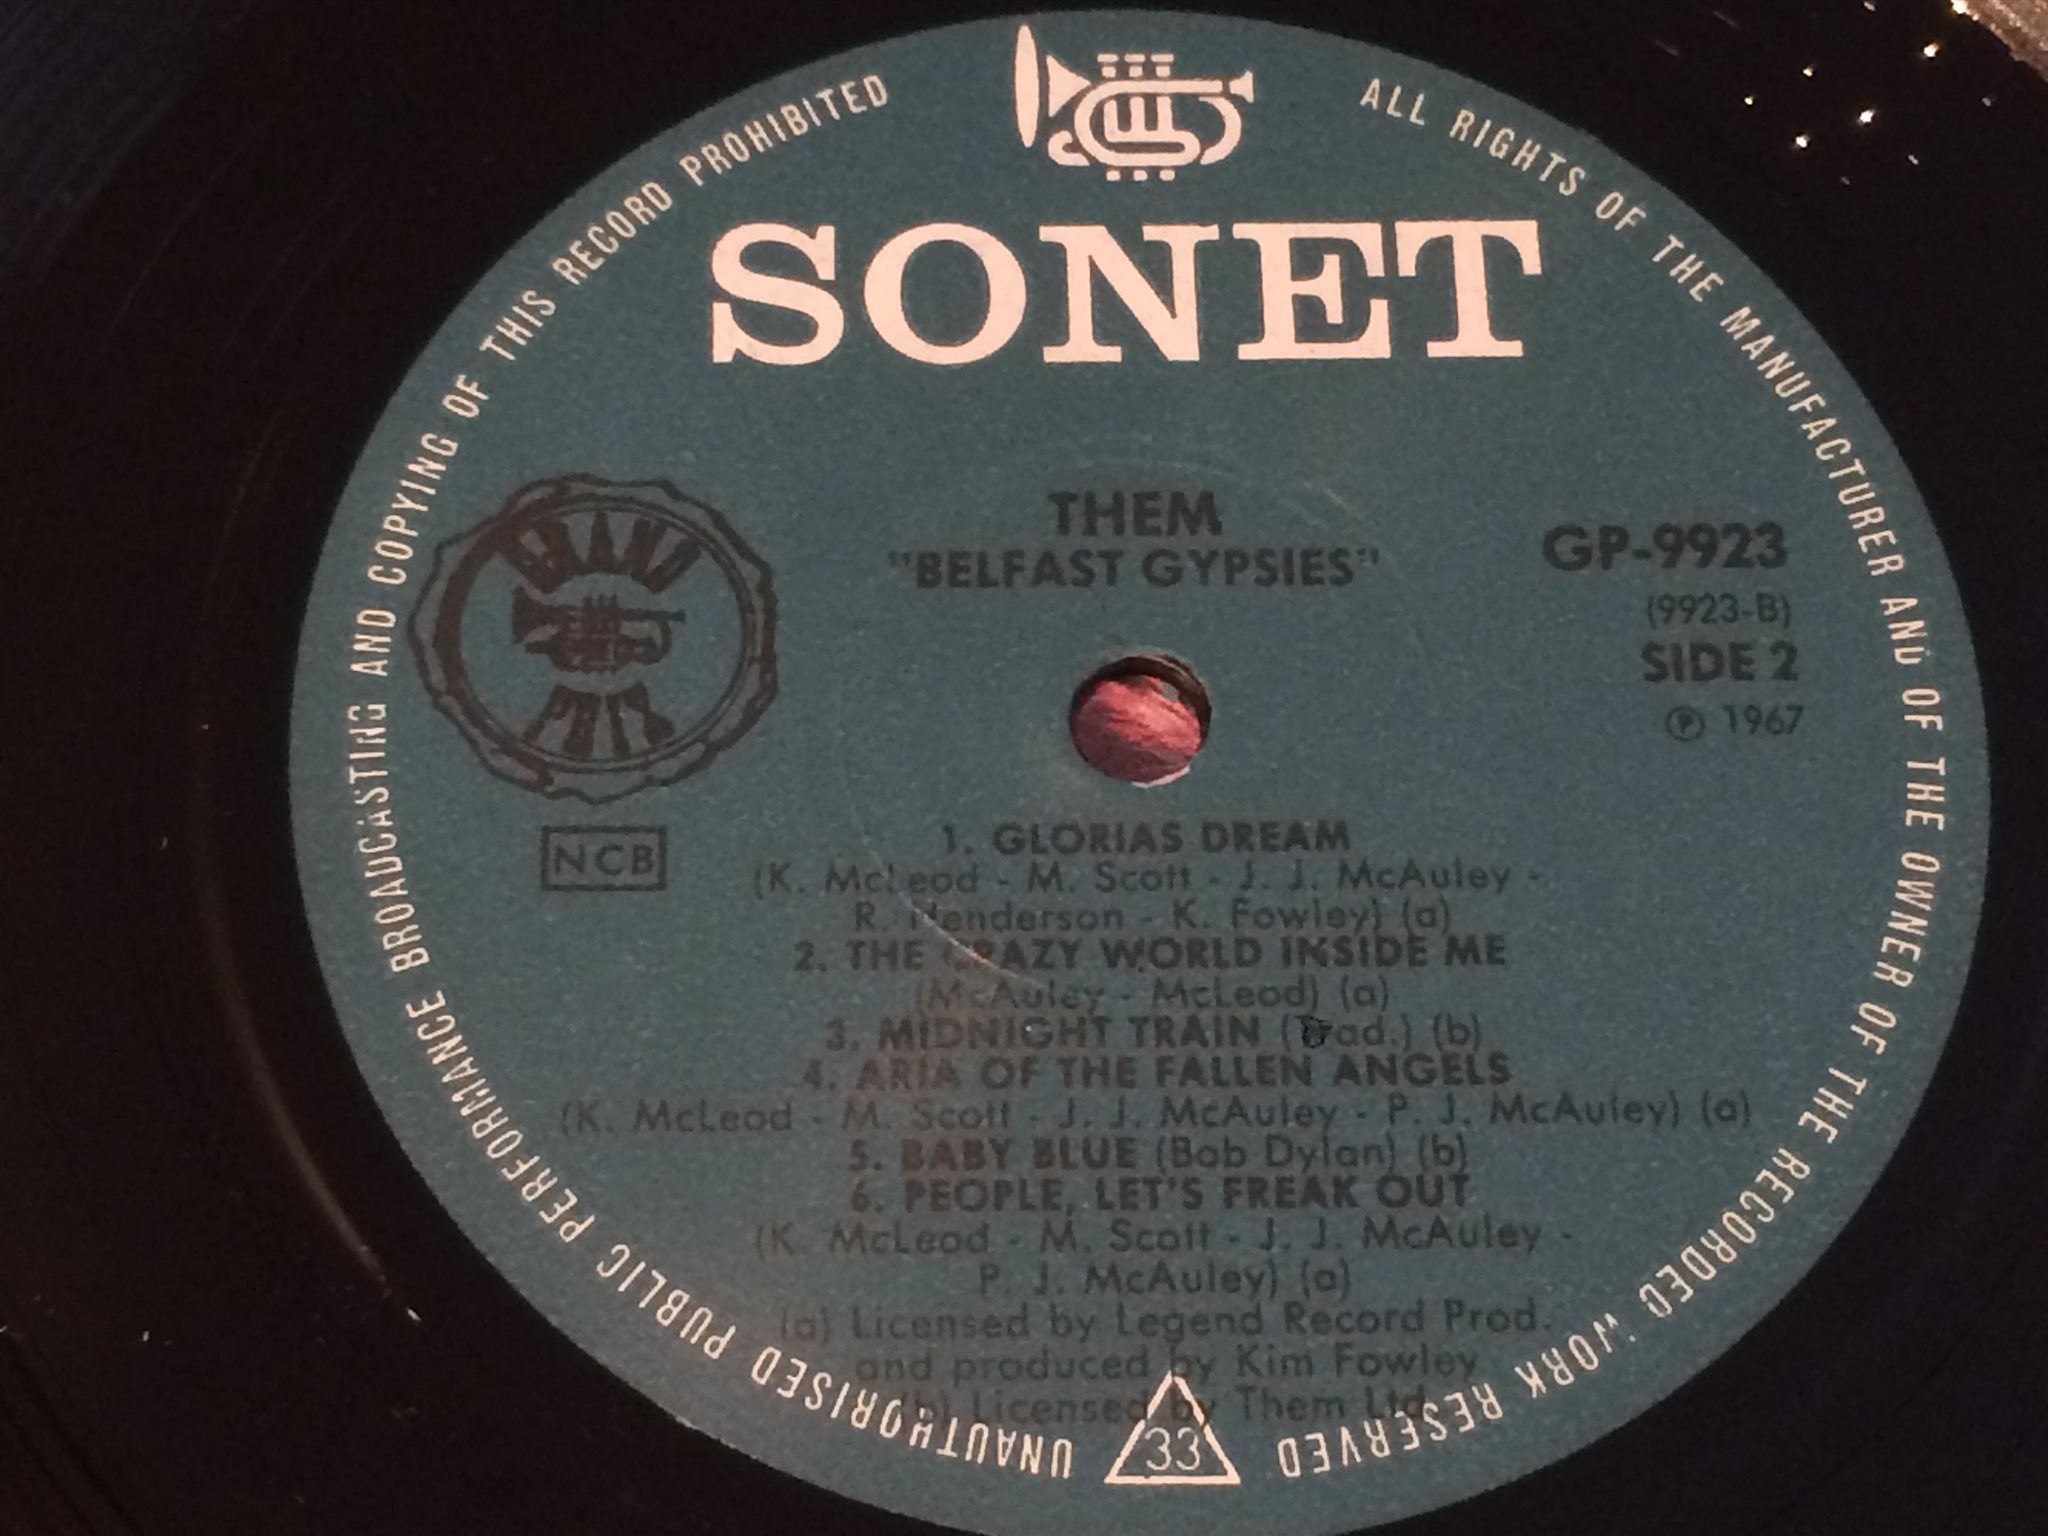 SONET
ALL RIGHTS OF THE MANUFACTURER AND OF THE OWNER OF THE RECORDED WORK RESERVED
UNAUTHORISED PUBLIC PERFORMANCE BROADCASTING AND COPYING OF THIS RECORD PROHIBITED
GRAND
PRIX
NCB
THEM
"BELFAST GYPSIES"
GP-9923
(9923-B)
SIDE 2
Ⓟ 1967
1. GLORIAS DREAM
(K. McLeod - M. Scott - J. J. McAuley -
R. Henderson - K. Fowley) (a)
2. THE CRAZY WORLD INSIDE ME
(McAuley - McLeod) (a)
3. MIDNIGHT TRAIN (Trad.) (b)
4. ARIA OF THE FALLEN ANGELS
(K. McLeod - M. Scott - J. J. McAuley - P. J. McAuley) (a)
5. BABY BLUE (Bob Dylan) (b)
6. PEOPLE, LET'S FREAK OUT
(K. McLeod - M. Scott - J. J. McAuley -
P. J. McAuley) (a)
(a) Licensed by Legend Record Prod.
and produced by Kim Fowley
(b) Licensed by Them Ltd.
33